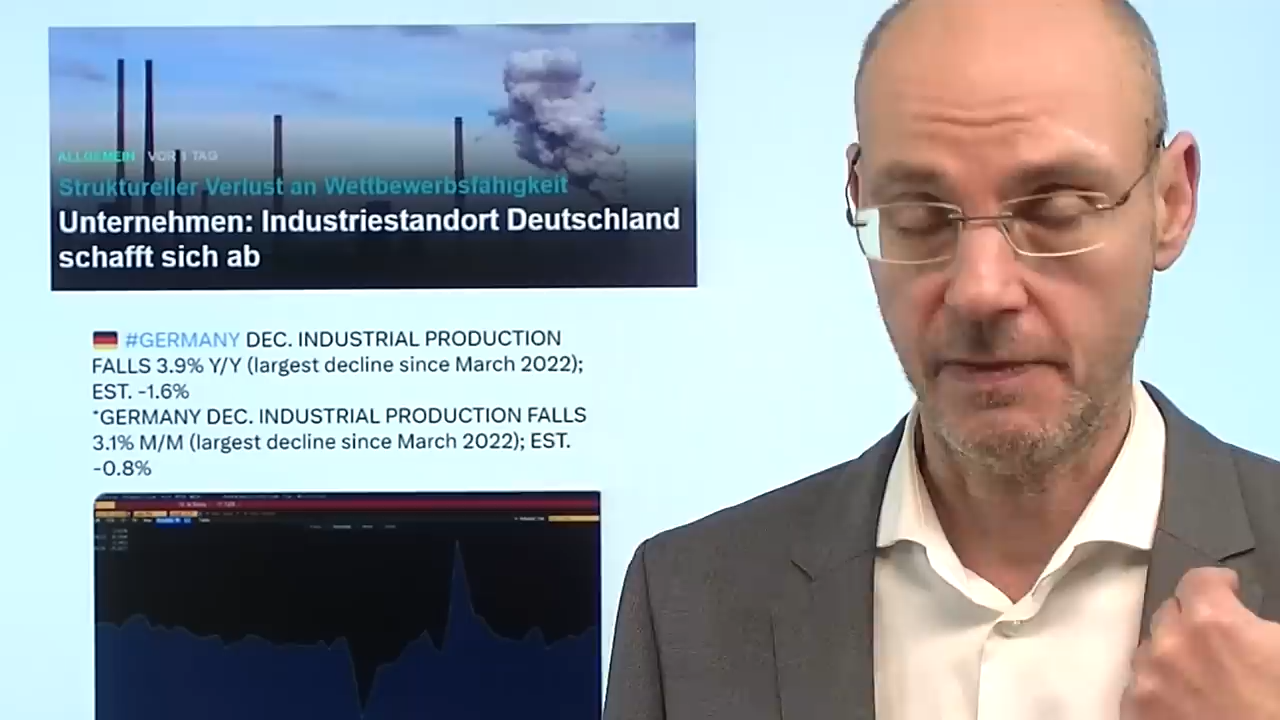 ALLGEMEIN VOR 1 TAG
Struktureller Verlust an Wettbewerbsfähigkeit
Unternehmen: Industriestandort Deutschland
schafft sich ab
#GERMANY DEC. INDUSTRIAL PRODUCTION
FALLS 3.9% Y/Y (largest decline since March 2022);
EST. -1.6%
*GERMANY DEC. INDUSTRIAL PRODUCTION FALLS
3.1% M/M (largest decline since March 2022); EST.
-0.8%